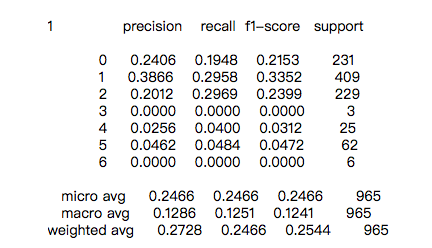 1 precision recall f1-score support
0 0.2406 0.1948 0.2153 231
1 0.3866 0.2958 0.3352 409
2 0.2012 0.2969 0.2399 229
3 0.0000 0.0000 0.0000 3
4 0.0256 0.0400 0.0312 25
5 0.0462 0.0484 0.0472 62
6 0.0000 0.0000 0.0000 6
micro avg 0.2466 0.2466 0.2466 965
macro avg 0.1286 0.1251 0.1241 965
weighted avg 0.2728 0.2466 0.2544 965